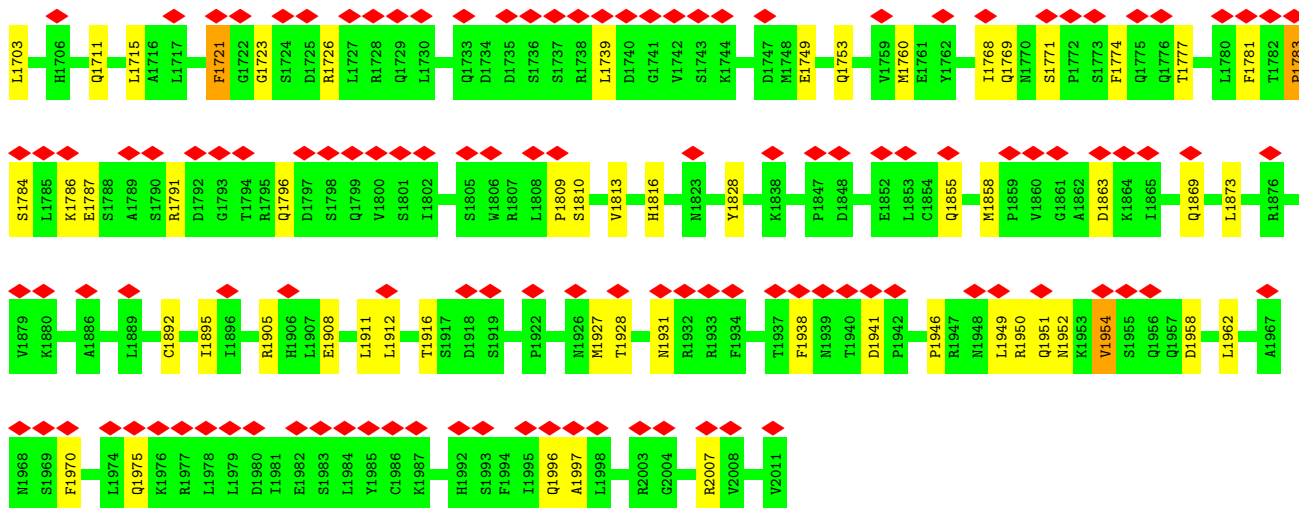 L1703 H1706 Q1711 L1715 A1716 L1717 F1721 G1722 G1723 S1724 D1725 R1726 L1727 R1728 Q1729 L1730 Q1733 D1734 D1735 S1736 S1737 R1738 L1739 D1740 G1741 V1742 S1743 K1744 D1747 M1748 E1749 Q1753 V1759 M1760 E1761 Y1762 I1768 Q1769 N1770 S1771 P1772 S1773 F1774 Q1775 Q1776 T1777 L1780 F1781 T1782 P1783
S1784 L1785 K1786 E1787 S1788 A1789 S1790 R1791 D1792 G1793 T1794 R1795 Q1796 D1797 S1798 Q1799 V1800 S1801 I1802 S1805 W1806 R1807 L1808 P1809 S1810 V1813 H1816 N1823 Y1828 K1838 P1847 D1848 E1852 L1853 C1854 Q1855 M1858 P1859 V1860 G1861 A1862 D1863 K1864 I1865 Q1869 L1873 R1876
V1879 K1880 A1886 L1889 C1892 I1895 I1896 R1905 H1906 L1907 E1908 L1911 L1912 T1916 S1917 D1918 S1919 P1922 N1926 M1927 T1928 N1931 R1932 R1933 F1934 T1937 F1938 N1939 T1940 D1941 P1942 P1946 R1947 N1948 L1949 R1950 Q1951 N1952 K1953 V1954 S1955 Q1956 Q1957 D1958 L1962 A1967
N1968 S1969 F1970 L1974 Q1975 K1976 R1977 L1978 L1979 D1980 I1981 E1982 S1983 L1984 Y1985 C1986 K1987 H1992 S1993 F1994 I1995 Q1996 A1997 L1998 R2003 G2004 R2007 V2008 V2011